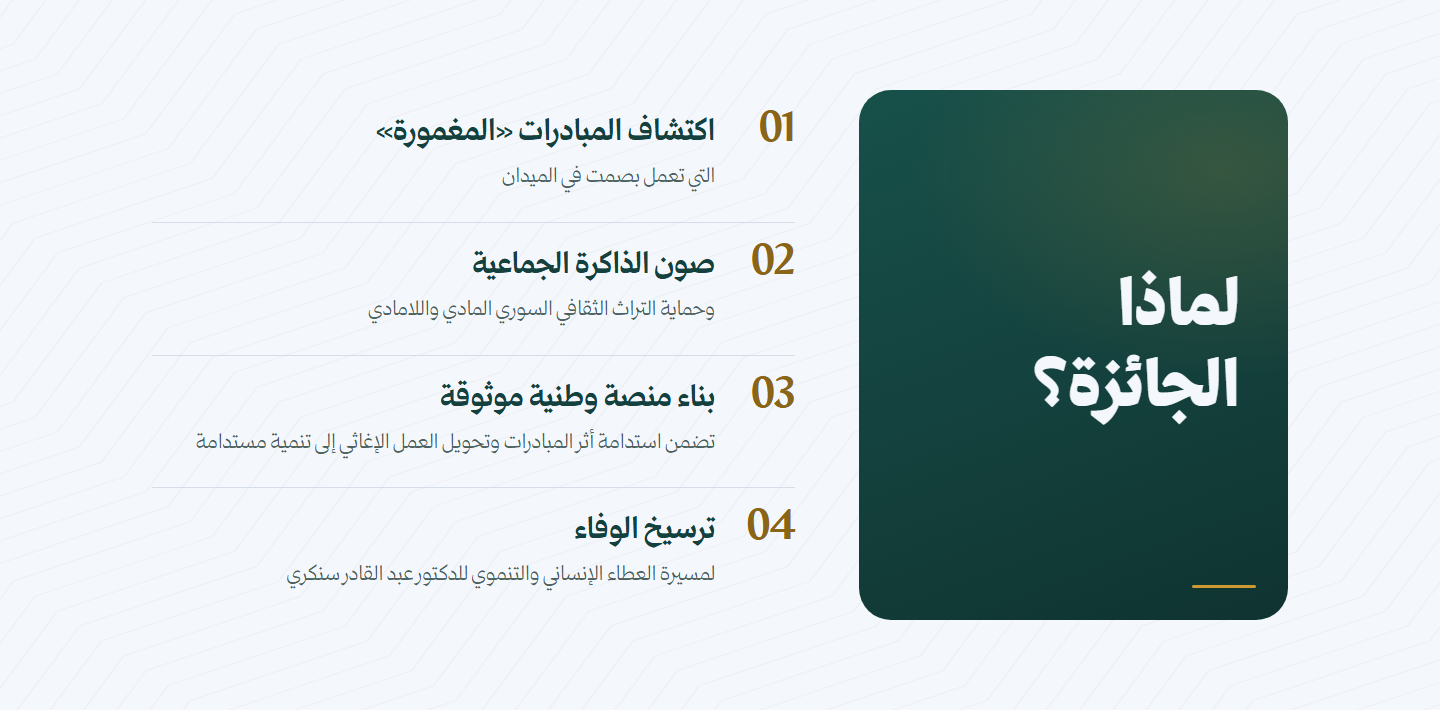 لماذا
الجائزة؟
01
اكتشاف المبادرات «المغمورة»
التي تعمل بصمت في الميدان
02
صون الذاكرة الجماعية
وحماية التراث الثقافي السوري المادي واللامادي
03
بناء منصة وطنية موثوقة
تضمن استدامة أثر المبادرات وتحويل العمل الإغاثي إلى تنمية مستدامة
04
ترسيخ الوفاء
لمسيرة العطاء الإنساني والتنموي للدكتور عبد القادر سنكري